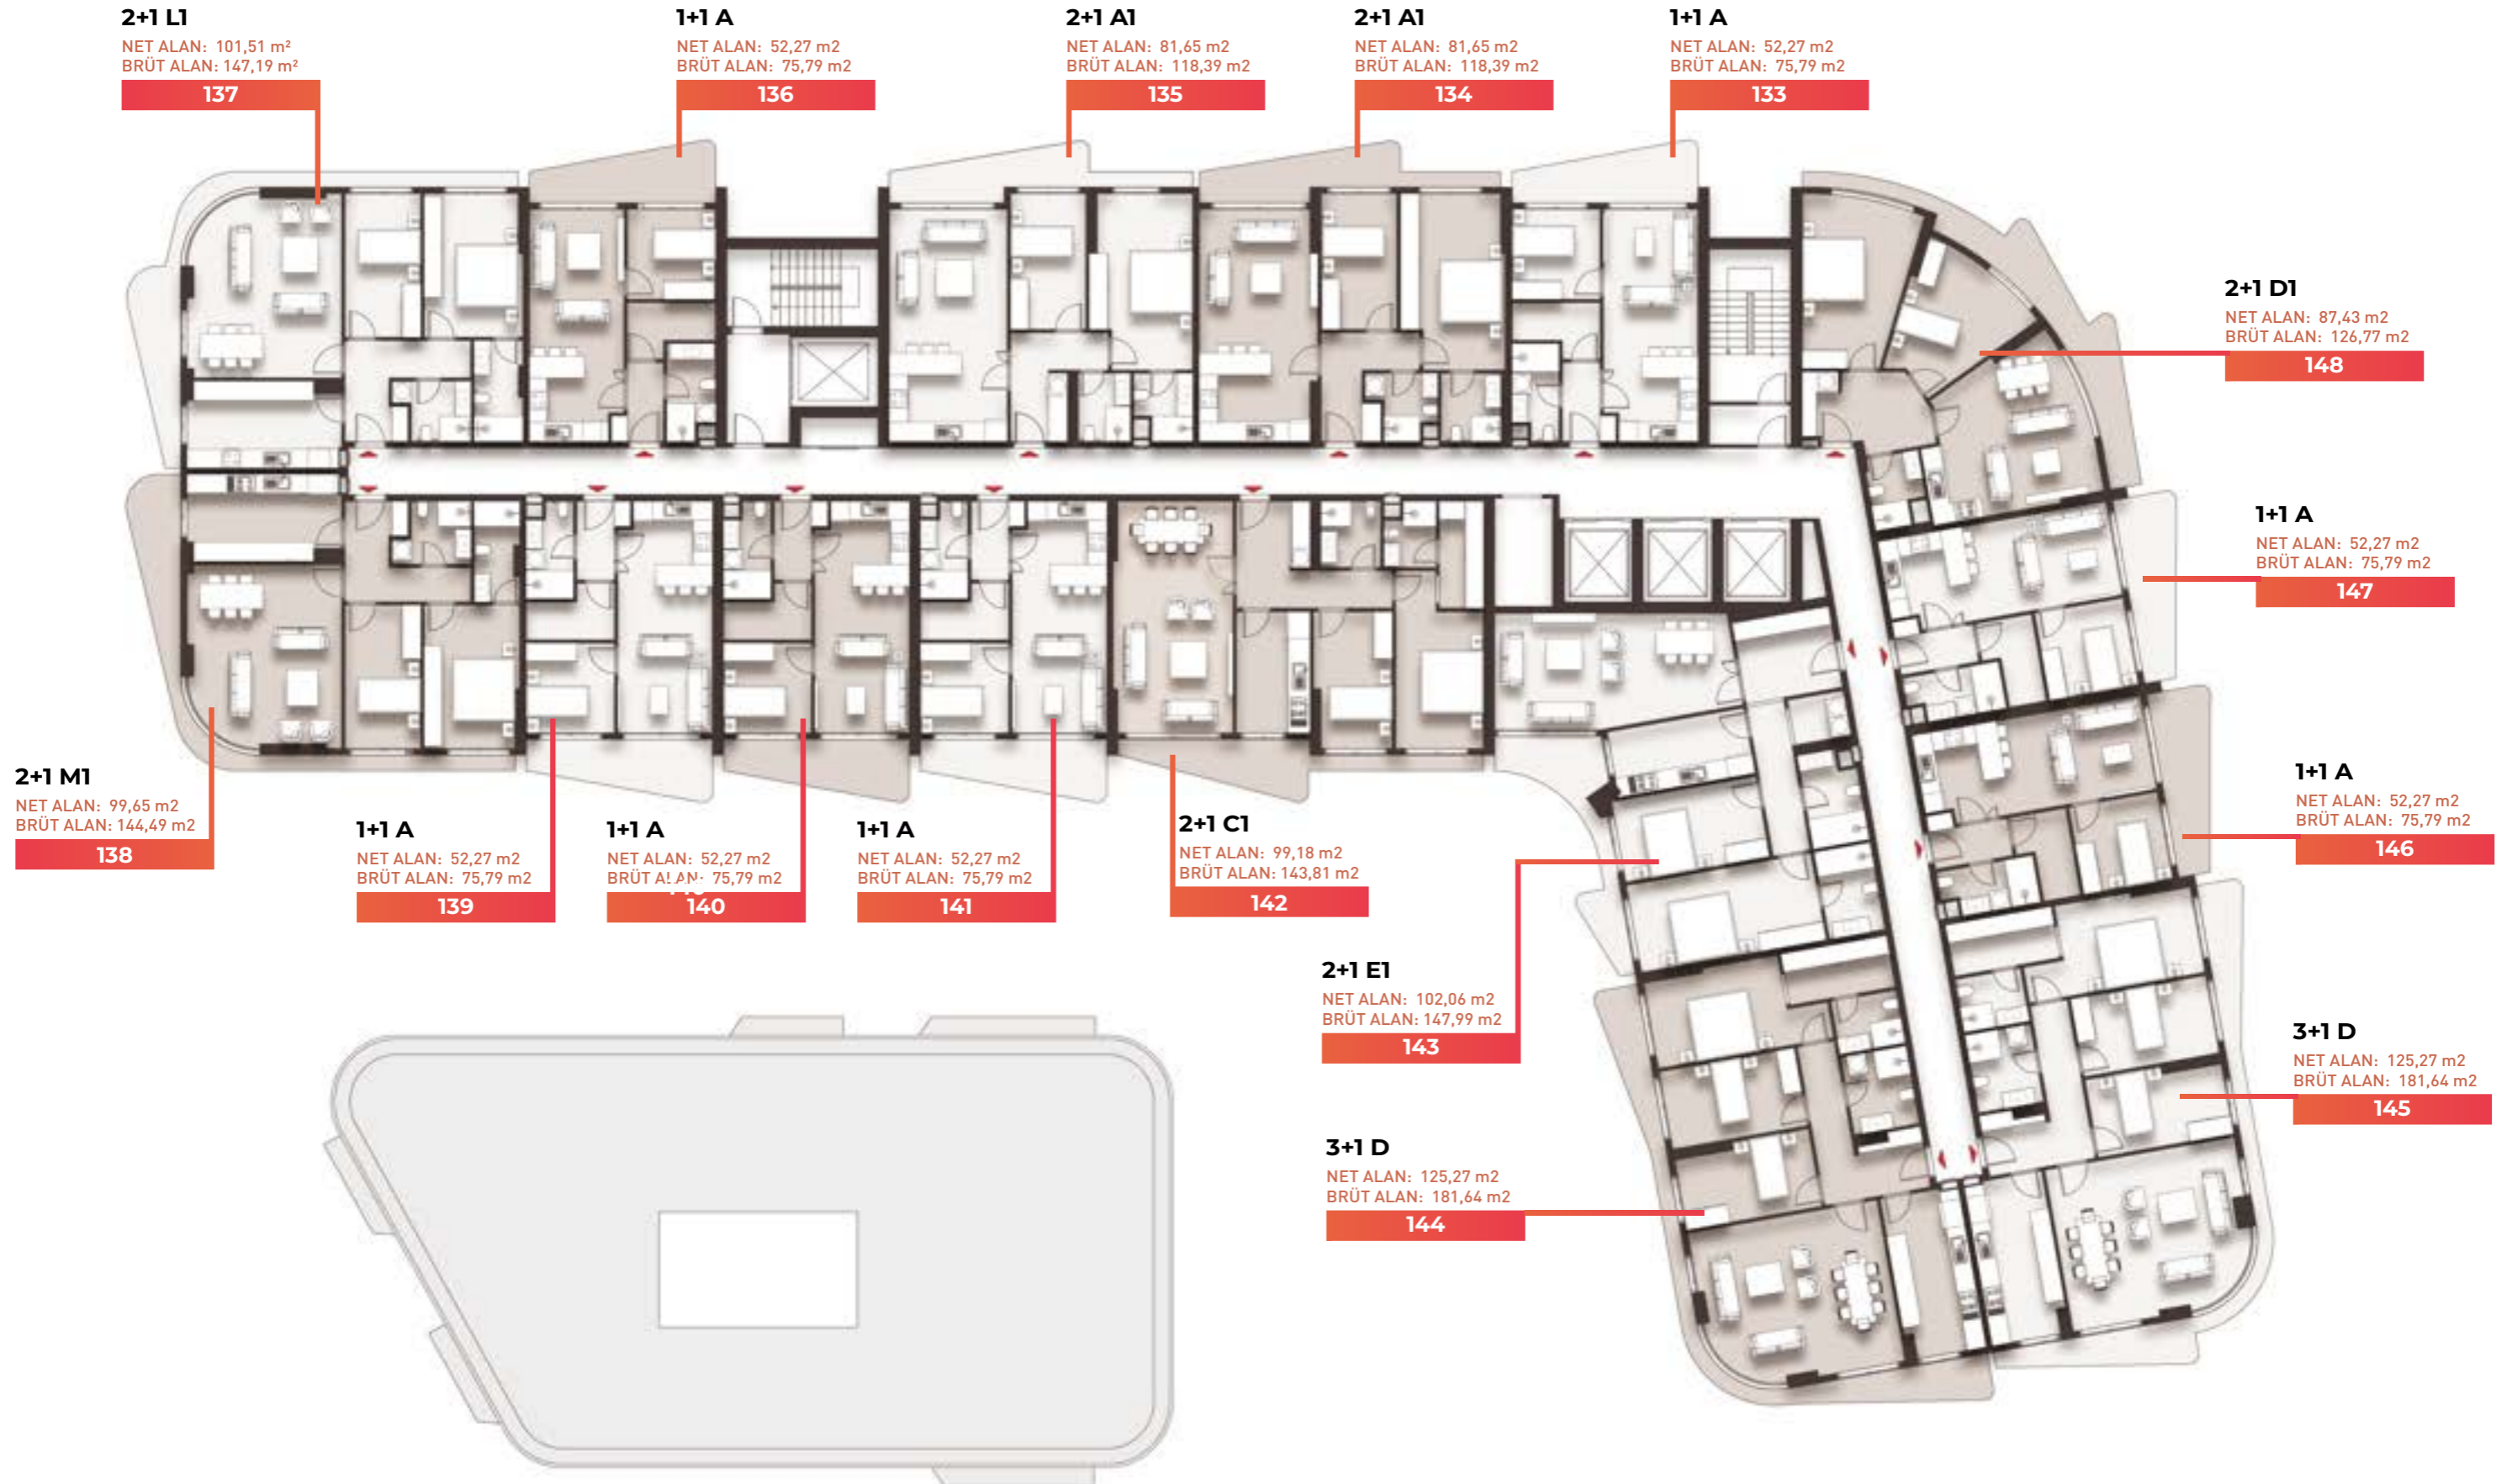 2+1 L1
NET ALAN: 101,51 m²
BRÜT ALAN: 147,19 m²
137
1+1 A
NET ALAN: 52,27 m2
BRÜT ALAN: 75,79 m2
136
2+1 A1
NET ALAN: 81,65 m2
BRÜT ALAN: 118,39 m2
135
2+1 A1
NET ALAN: 81,65 m2
BRÜT ALAN: 118,39 m2
134
1+1 A
NET ALAN: 52,27 m2
BRÜT ALAN: 75,79 m2
133
2+1 D1
NET ALAN: 87,43 m2
BRÜT ALAN: 126,77 m2
148
1+1 A
NET ALAN: 52,27 m2
BRÜT ALAN: 75,79 m2
147
1+1 A
NET ALAN: 52,27 m2
BRÜT ALAN: 75,79 m2
146
2+1 M1
NET ALAN: 99,65 m2
BRÜT ALAN: 144,49 m2
138
1+1 A
NET ALAN: 52,27 m2
BRÜT ALAN: 75,79 m2
139
1+1 A
NET ALAN: 52,27 m2
BRÜT ALAN: 75,79 m2
140
1+1 A
NET ALAN: 52,27 m2
BRÜT ALAN: 75,79 m2
141
2+1 C1
NET ALAN: 99,18 m2
BRÜT ALAN: 143,81 m2
142
2+1 E1
NET ALAN: 102,06 m2
BRÜT ALAN: 147,99 m2
143
3+1 D
NET ALAN: 125,27 m2
BRÜT ALAN: 181,64 m2
145
3+1 D
NET ALAN: 125,27 m2
BRÜT ALAN: 181,64 m2
144